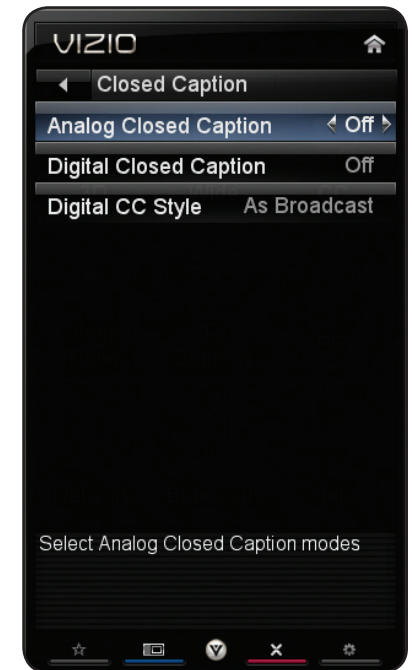 VIZIO
Closed Caption
Analog Closed Caption Off
Digital Closed Caption Off
Digital CC Style As Broadcast
Select Analog Closed Caption modes